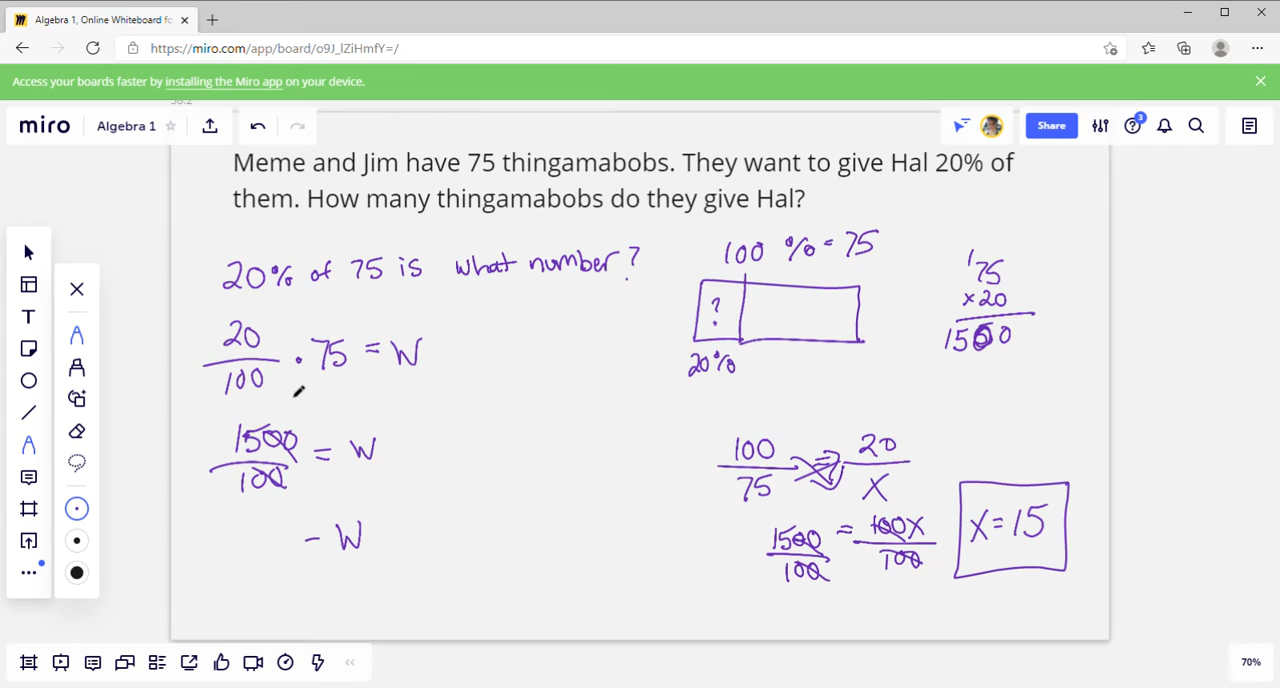 Algebra 1, Online Whiteboard fo
https://miro.com/app/board/o9J_lZiHmfY=/
Access your boards faster by installing the Miro app on your device.
miro
Algebra 1
3
Share
Meme and Jim have 75 thingamabobs. They want to give Hal 20% of
them. How many thingamabobs do they give Hal?
20% of 75 is what number?
100 % = 75
?
20%
1
75
x 20
1500
20
100
· 75 = W
1500
100
= W
- W
100
75
20
X
1500
100
=
100X
100
X = 15
T
70%